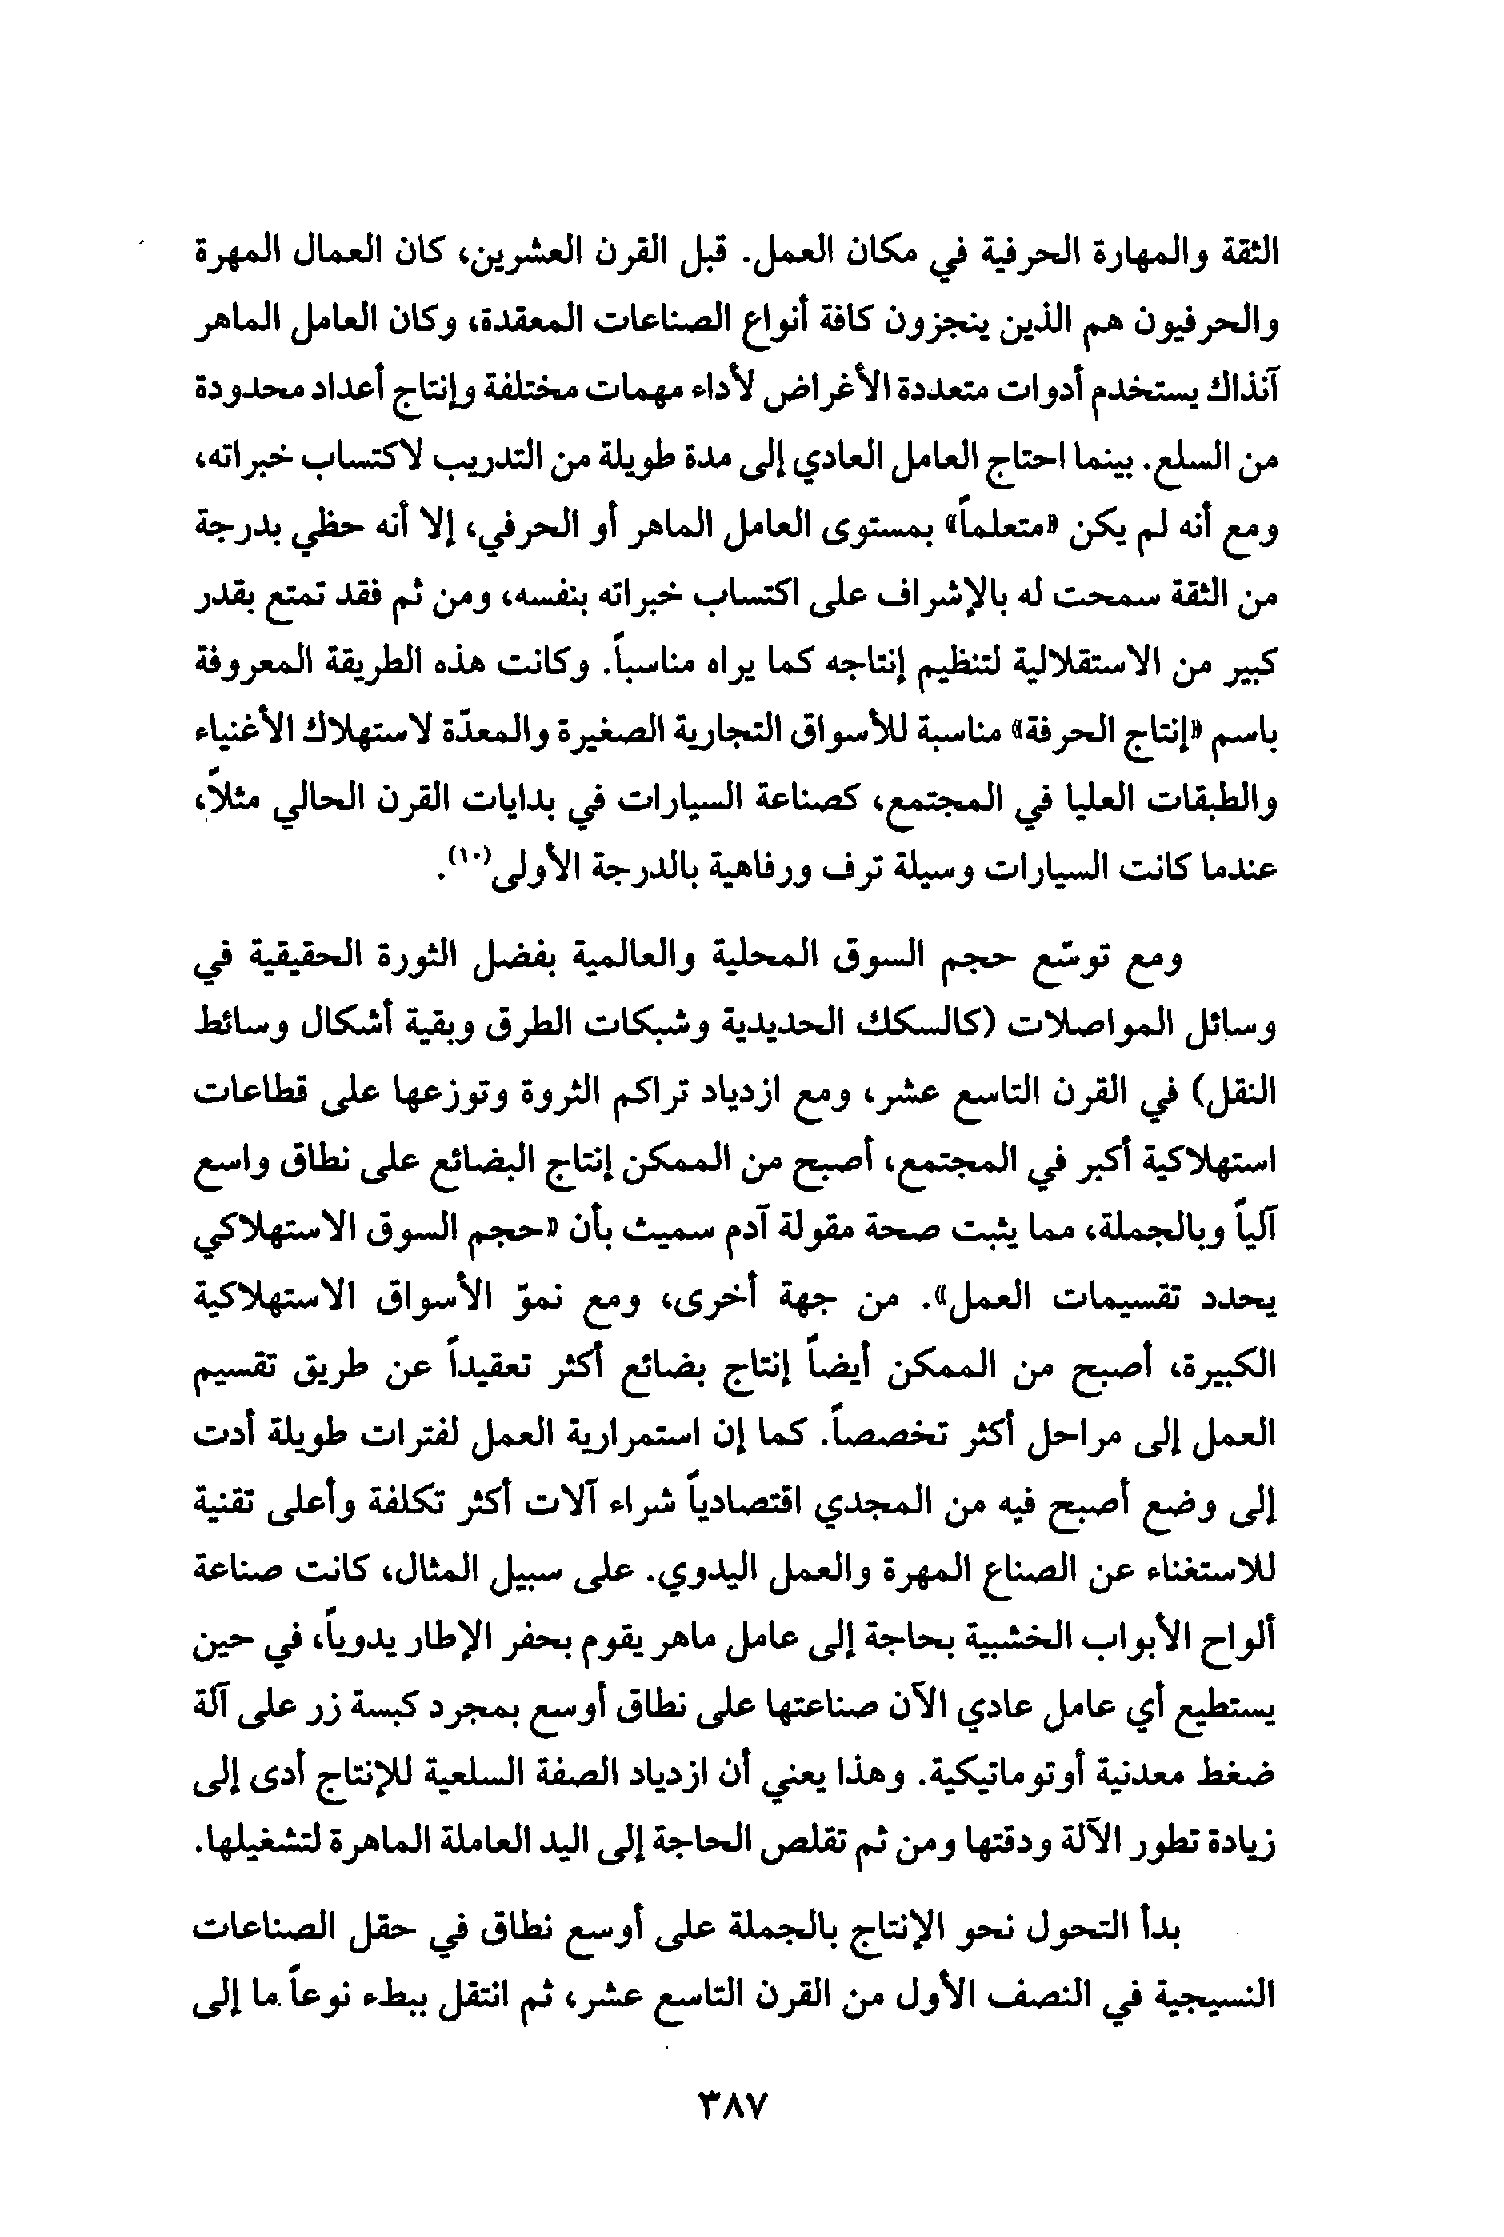 الثقة والمهارة الحرفية في مكان العمل. قبل القرن العشرين، كان العمال المهرة
والحرفيون هم الذين ينجزون كافة أنواع الصناعات المعقدة، وكان العامل الماهر
آنذاك يستخدم أدوات متعددة الأغراض لأداء مهمات مختلفة وإنتاج أعداد محدودة
من السلع. بينما احتاج العامل العادي إلى مدة طويلة من التدريب لاكتساب خبراته،
ومع أنه لم يكن «متعلماً» بمستوى العامل الماهر أو الحرفي، إلا أنه حظي بدرجة
من الثقة سمحت له بالإشراف على اكتساب خبراته بنفسه، ومن ثم فقد تمتع بقدر
كبير من الاستقلالية لتنظيم إنتاجه كما يراه مناسباً. وكانت هذه الطريقة المعروفة
باسم «إنتاج الحرفة» مناسبة للأسواق التجارية الصغيرة والمعدّة لاستهلاك الأغنياء
والطبقات العليا في المجتمع، كصناعة السيارات في بدايات القرن الحالي مثلاً،
عندما كانت السيارات وسيلة ترف ورفاهية بالدرجة الأولى(١٠).
ومع توسّع حجم السوق المحلية والعالمية بفضل الثورة الحقيقية في
وسائل المواصلات (كالسكك الحديدية وشبكات الطرق وبقية أشكال وسائط
النقل) في القرن التاسع عشر، ومع ازدياد تراكم الثروة وتوزعها على قطاعات
استهلاكية أكبر في المجتمع، أصبح من الممكن إنتاج البضائع على نطاق واسع
آلياً وبالجملة، مما يثبت صحة مقولة آدم سميث بأن «حجم السوق الاستهلاكي
يحدد تقسيمات العمل». من جهة أخرى، ومع نموّ الأسواق الاستهلاكية
الكبيرة، أصبح من الممكن أيضاً إنتاج بضائع أكثر تعقيداً عن طريق تقسيم
العمل إلى مراحل أكثر تخصصاً. كما إن استمرارية العمل لفترات طويلة أدت
إلى وضع أصبح فيه من المجدي اقتصادياً شراء آلات أكثر تكلفة وأعلى تقنية
للاستغناء عن الصناع المهرة والعمل اليدوي. على سبيل المثال، كانت صناعة
ألواح الأبواب الخشبية بحاجة إلى عامل ماهر يقوم بحفر الإطار يدوياً، في حين
يستطيع أي عامل عادي الآن صناعتها على نطاق أوسع بمجرد كبسة زر على آلة
ضغط معدنية أوتوماتيكية. وهذا يعني أن ازدياد الصفة السلعية للإنتاج أدى إلى
زيادة تطور الآلة ودقتها ومن ثم تقلص الحاجة إلى اليد العاملة الماهرة لتشغيلها.
بدأ التحول نحو الإنتاج بالجملة على أوسع نطاق في حقل الصناعات
النسيجية في النصف الأول من القرن التاسع عشر، ثم انتقل ببطء نوعاً ما إلى
٣٨٧